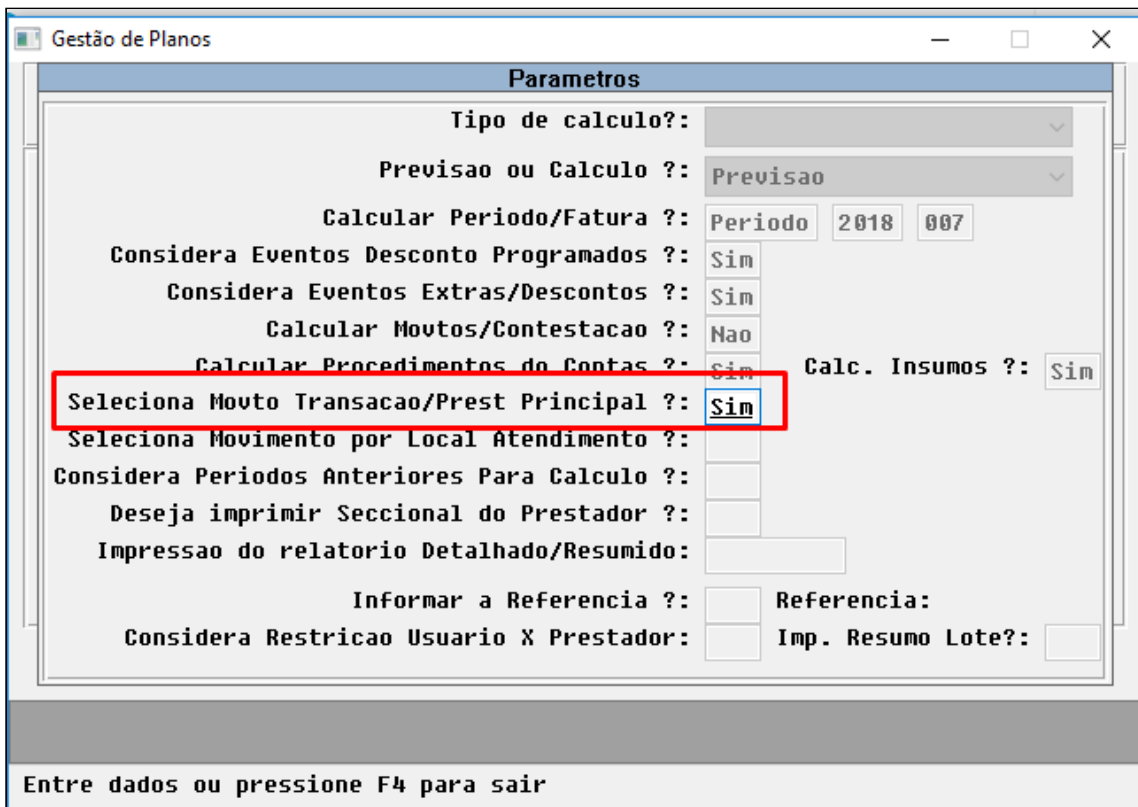 Gestão de Planos
Parametros
Tipo de calculo?:
Previsao ou Calculo ?: Previsao
Calcular Periodo/Fatura ?: Periodo 2018 007
Considera Eventos Desconto Programados ?: Sim
Considera Eventos Extras/Descontos ?: Sim
Calcular Movtos/Contestacao ?: Nao
Calcular Procedimentos do Contas ?: Sim Calc. Insumos ?: Sim
Seleciona Movto Transacao/Prest Principal ?: Sim
Seleciona Movimento por Local Atendimento ?:
Considera Periodos Anteriores Para Calculo ?:
Deseja imprimir Seccional do Prestador ?:
Impressao do relatorio Detalhado/Resumido:
Informar a Referencia ?: Referencia:
Considera Restricao Usuario X Prestador: Imp. Resumo Lote?:
Entre dados ou pressione F4 para sair